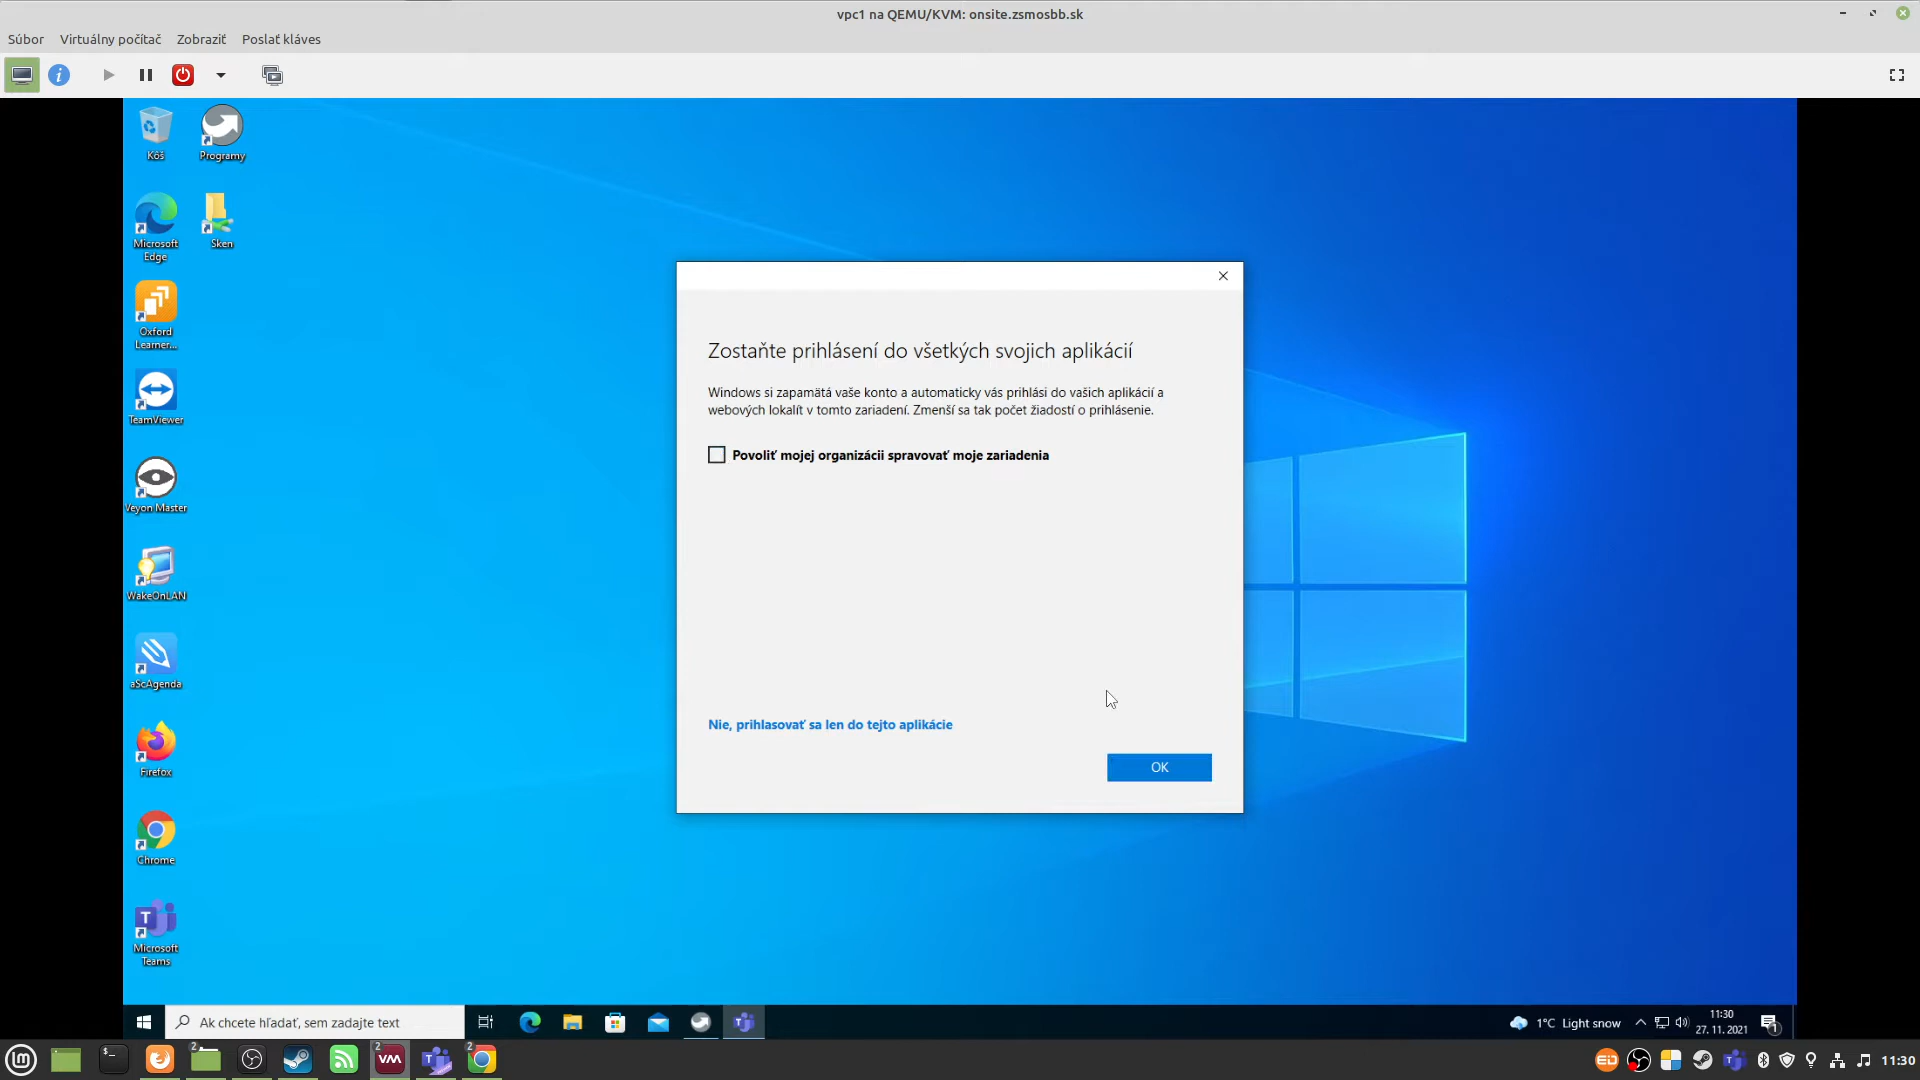 vpc1 na QEMU/KVM: onsite.zsmosbb.sk
Súbor Virtuálny počítač Zobraziť Poslať kláves
Kôš
Programy
Microsoft
Edge
Sken
Oxford
Learner...
TeamViewer
Veyon Master
WakeOnLAN
aScAgenda
Firefox
Chrome
Microsoft
Teams
Zostaňte prihlásení do všetkých svojich aplikácií
Windows si zapamätá vaše konto a automaticky vás prihlási do vašich aplikácií a
webových lokalít v tomto zariadení. Zmenší sa tak počet žiadostí o prihlásenie.
Povoliť mojej organizácii spravovať moje zariadenia
Nie, prihlasovať sa len do tejto aplikácie
OK
Ak chcete hľadať, sem zadajte text
1°C Light snow
11:30
27. 11. 2021
1
2
2
2
11:30